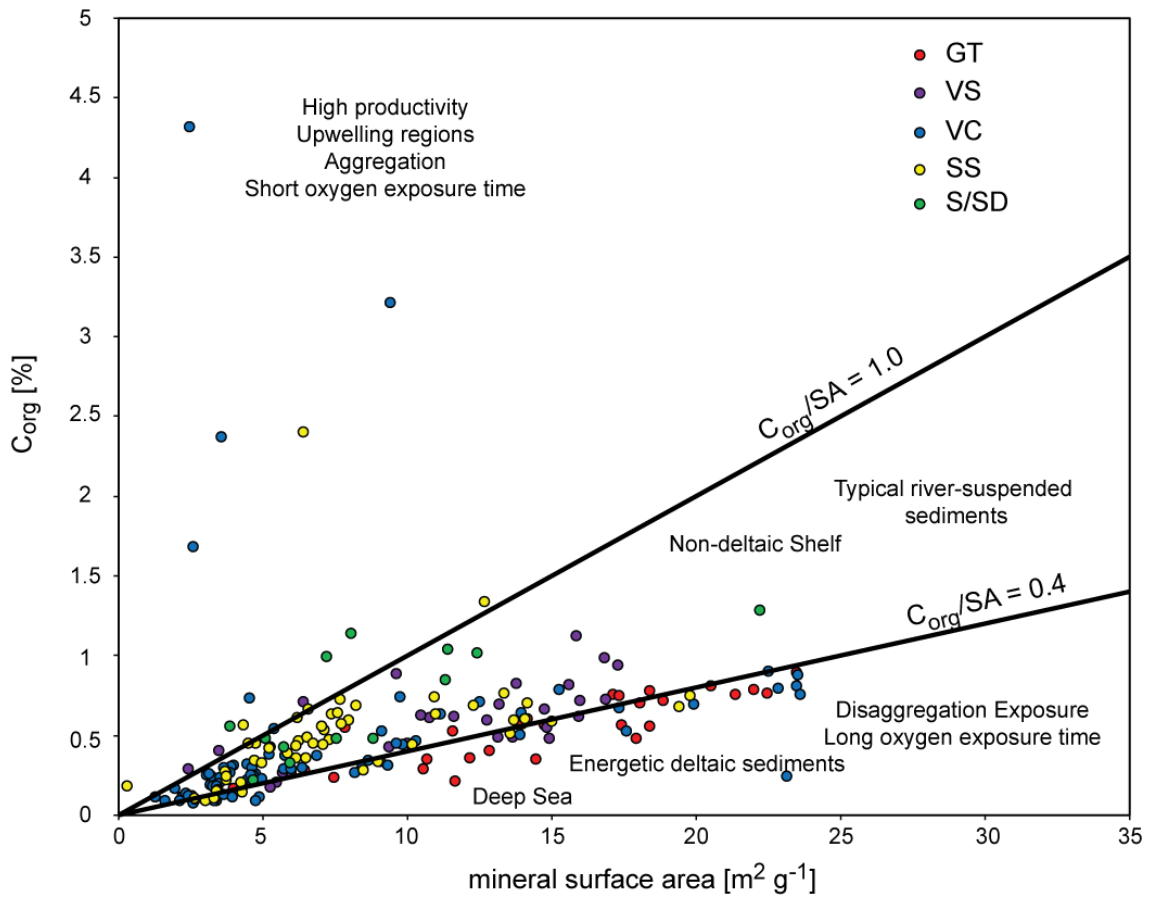 5
4.5
4
3.5
3
2.5
2
1.5
1
0.5
0
C_org [%]
High productivity
Upwelling regions
Aggregation
Short oxygen exposure time
GT
VS
VC
SS
S/SD
C_org/SA = 1.0
Typical river-suspended
sediments
Non-deltaic Shelf
C_org/SA = 0.4
Disaggregation Exposure
Long oxygen exposure time
Energetic deltaic sediments
Deep Sea
0 5 10 15 20 25 30 35
mineral surface area [m² g⁻¹]